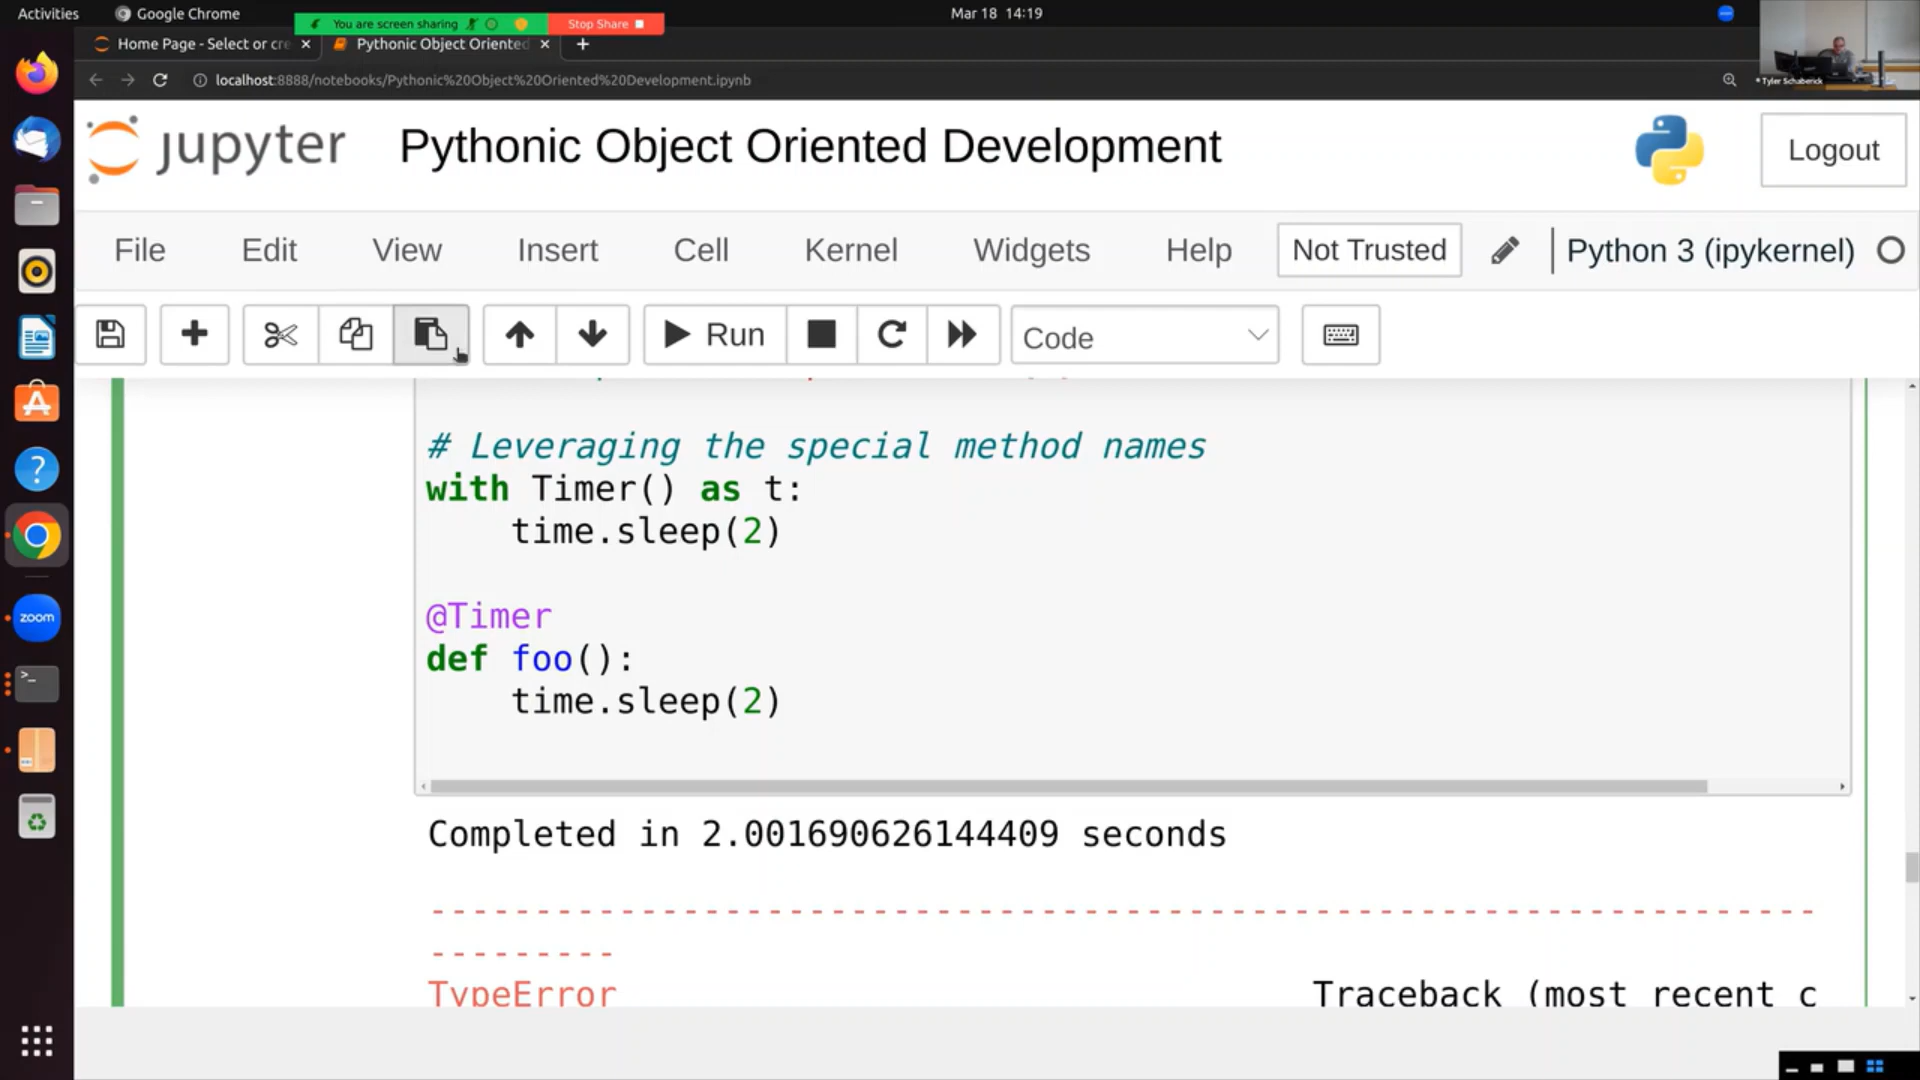 Activities
Google Chrome
You are screen sharing
Stop Share
Mar 18 14:19
Home Page - Select or cre
Pythonic Object Oriented
localhost:8888/notebooks/Pythonic%20Object%20Oriented%20Development.ipynb
Tyler Schaberick
jupyter
Pythonic Object Oriented Development
Logout
File
Edit
View
Insert
Cell
Kernel
Widgets
Help
Not Trusted
Python 3 (ipykernel)
Run
Code
# Leveraging the special method names
with Timer() as t:
    time.sleep(2)
@Timer
def foo():
    time.sleep(2)
Completed in 2.001690626144409 seconds
---------------------------------------------------------------------------
TypeError Traceback (most recent c
zoom